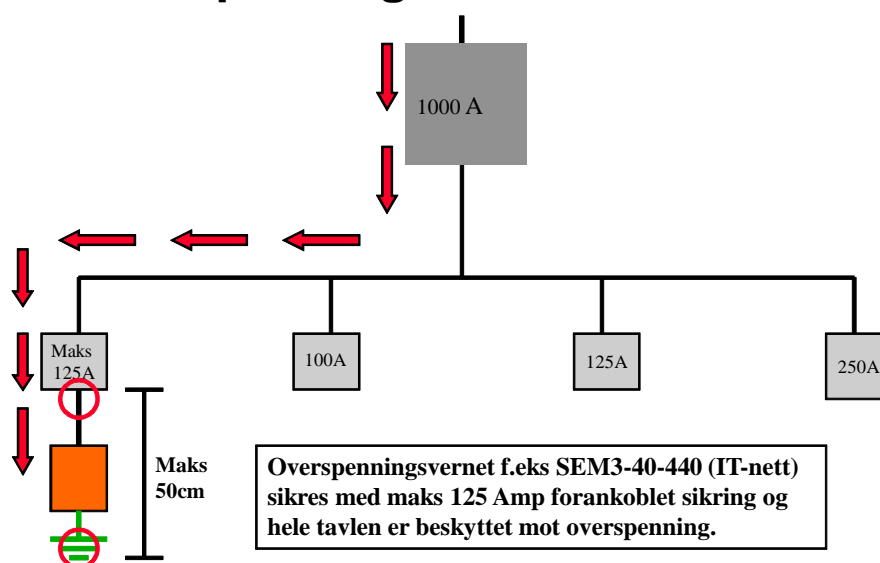 1000 A
Maks
125A
100A
125A
250A
Maks
50cm
Overspenningsvernet f.eks SEM3-40-440 (IT-nett)
sikres med maks 125 Amp forankoblet sikring og
hele tavlen er beskyttet mot overspenning.